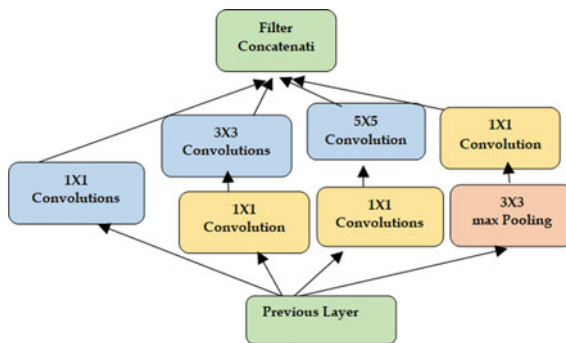 Filter
Concatenati
3X3
Convolutions
5X5
Convolution
1X1
Convolution
1X1
Convolutions
1X1
Convolution
1X1
Convolutions
3X3
max Pooling
Previous Layer